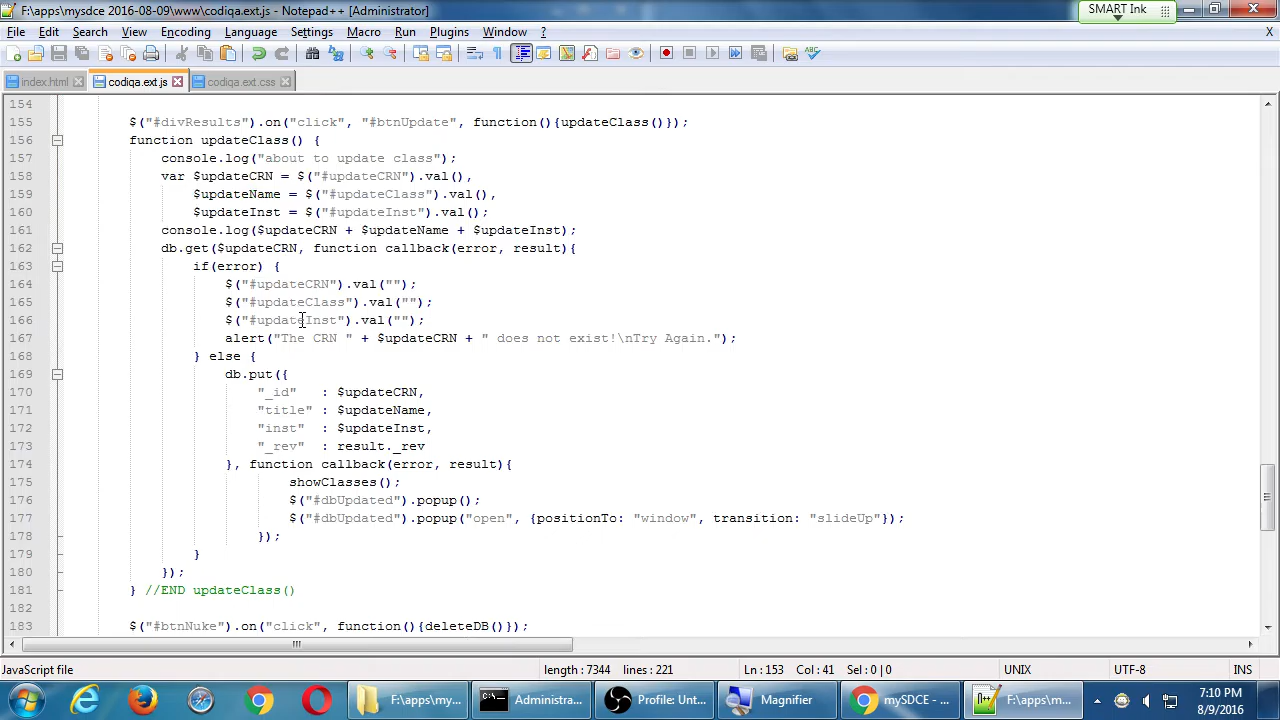 F:\apps\mysdce 2016-08-09\www\codiqa.ext.js - Notepad++ [Administrator]
SMART Ink
File Edit Search View Encoding Language Settings Macro Run Plugins Window ? X
index.html codiqa.ext.js codiqa.ext.css
154
155 $("#divResults").on("click", "#btnUpdate", function(){updateClass()});
156 function updateClass() {
157 console.log("about to update class");
158 var $updateCRN = $("#updateCRN").val(),
159 $updateName = $("#updateClass").val(),
160 $updateInst = $("#updateInst").val();
161 console.log($updateCRN + $updateName + $updateInst);
162 db.get($updateCRN, function callback(error, result){
163 if(error) {
164 $("#updateCRN").val("");
165 $("#updateClass").val("");
166 $("#updateInst").val("");
167 alert("The CRN " + $updateCRN + " does not exist!\nTry Again.");
168 } else {
169 db.put({
170 "_id" : $updateCRN,
171 "title" : $updateName,
172 "inst" : $updateInst,
173 "_rev" : result._rev
174 }, function callback(error, result){
175 showClasses();
176 $("#dbUpdated").popup();
177 $("#dbUpdated").popup("open", {positionTo: "window", transition: "slideUp"});
178 });
179 }
180 });
181 } //END updateClass()
182
183 $("#btnNuke").on("click", function(){deleteDB()});
JavaScript file length : 7344 lines : 221 Ln : 153 Col : 41 Sel : 0 | 0 UNIX UTF-8 INS
F:\apps\my... Administra... Profile: Unt... Magnifier mySDCE - ... F:\apps\m... 7:10 PM
8/9/2016